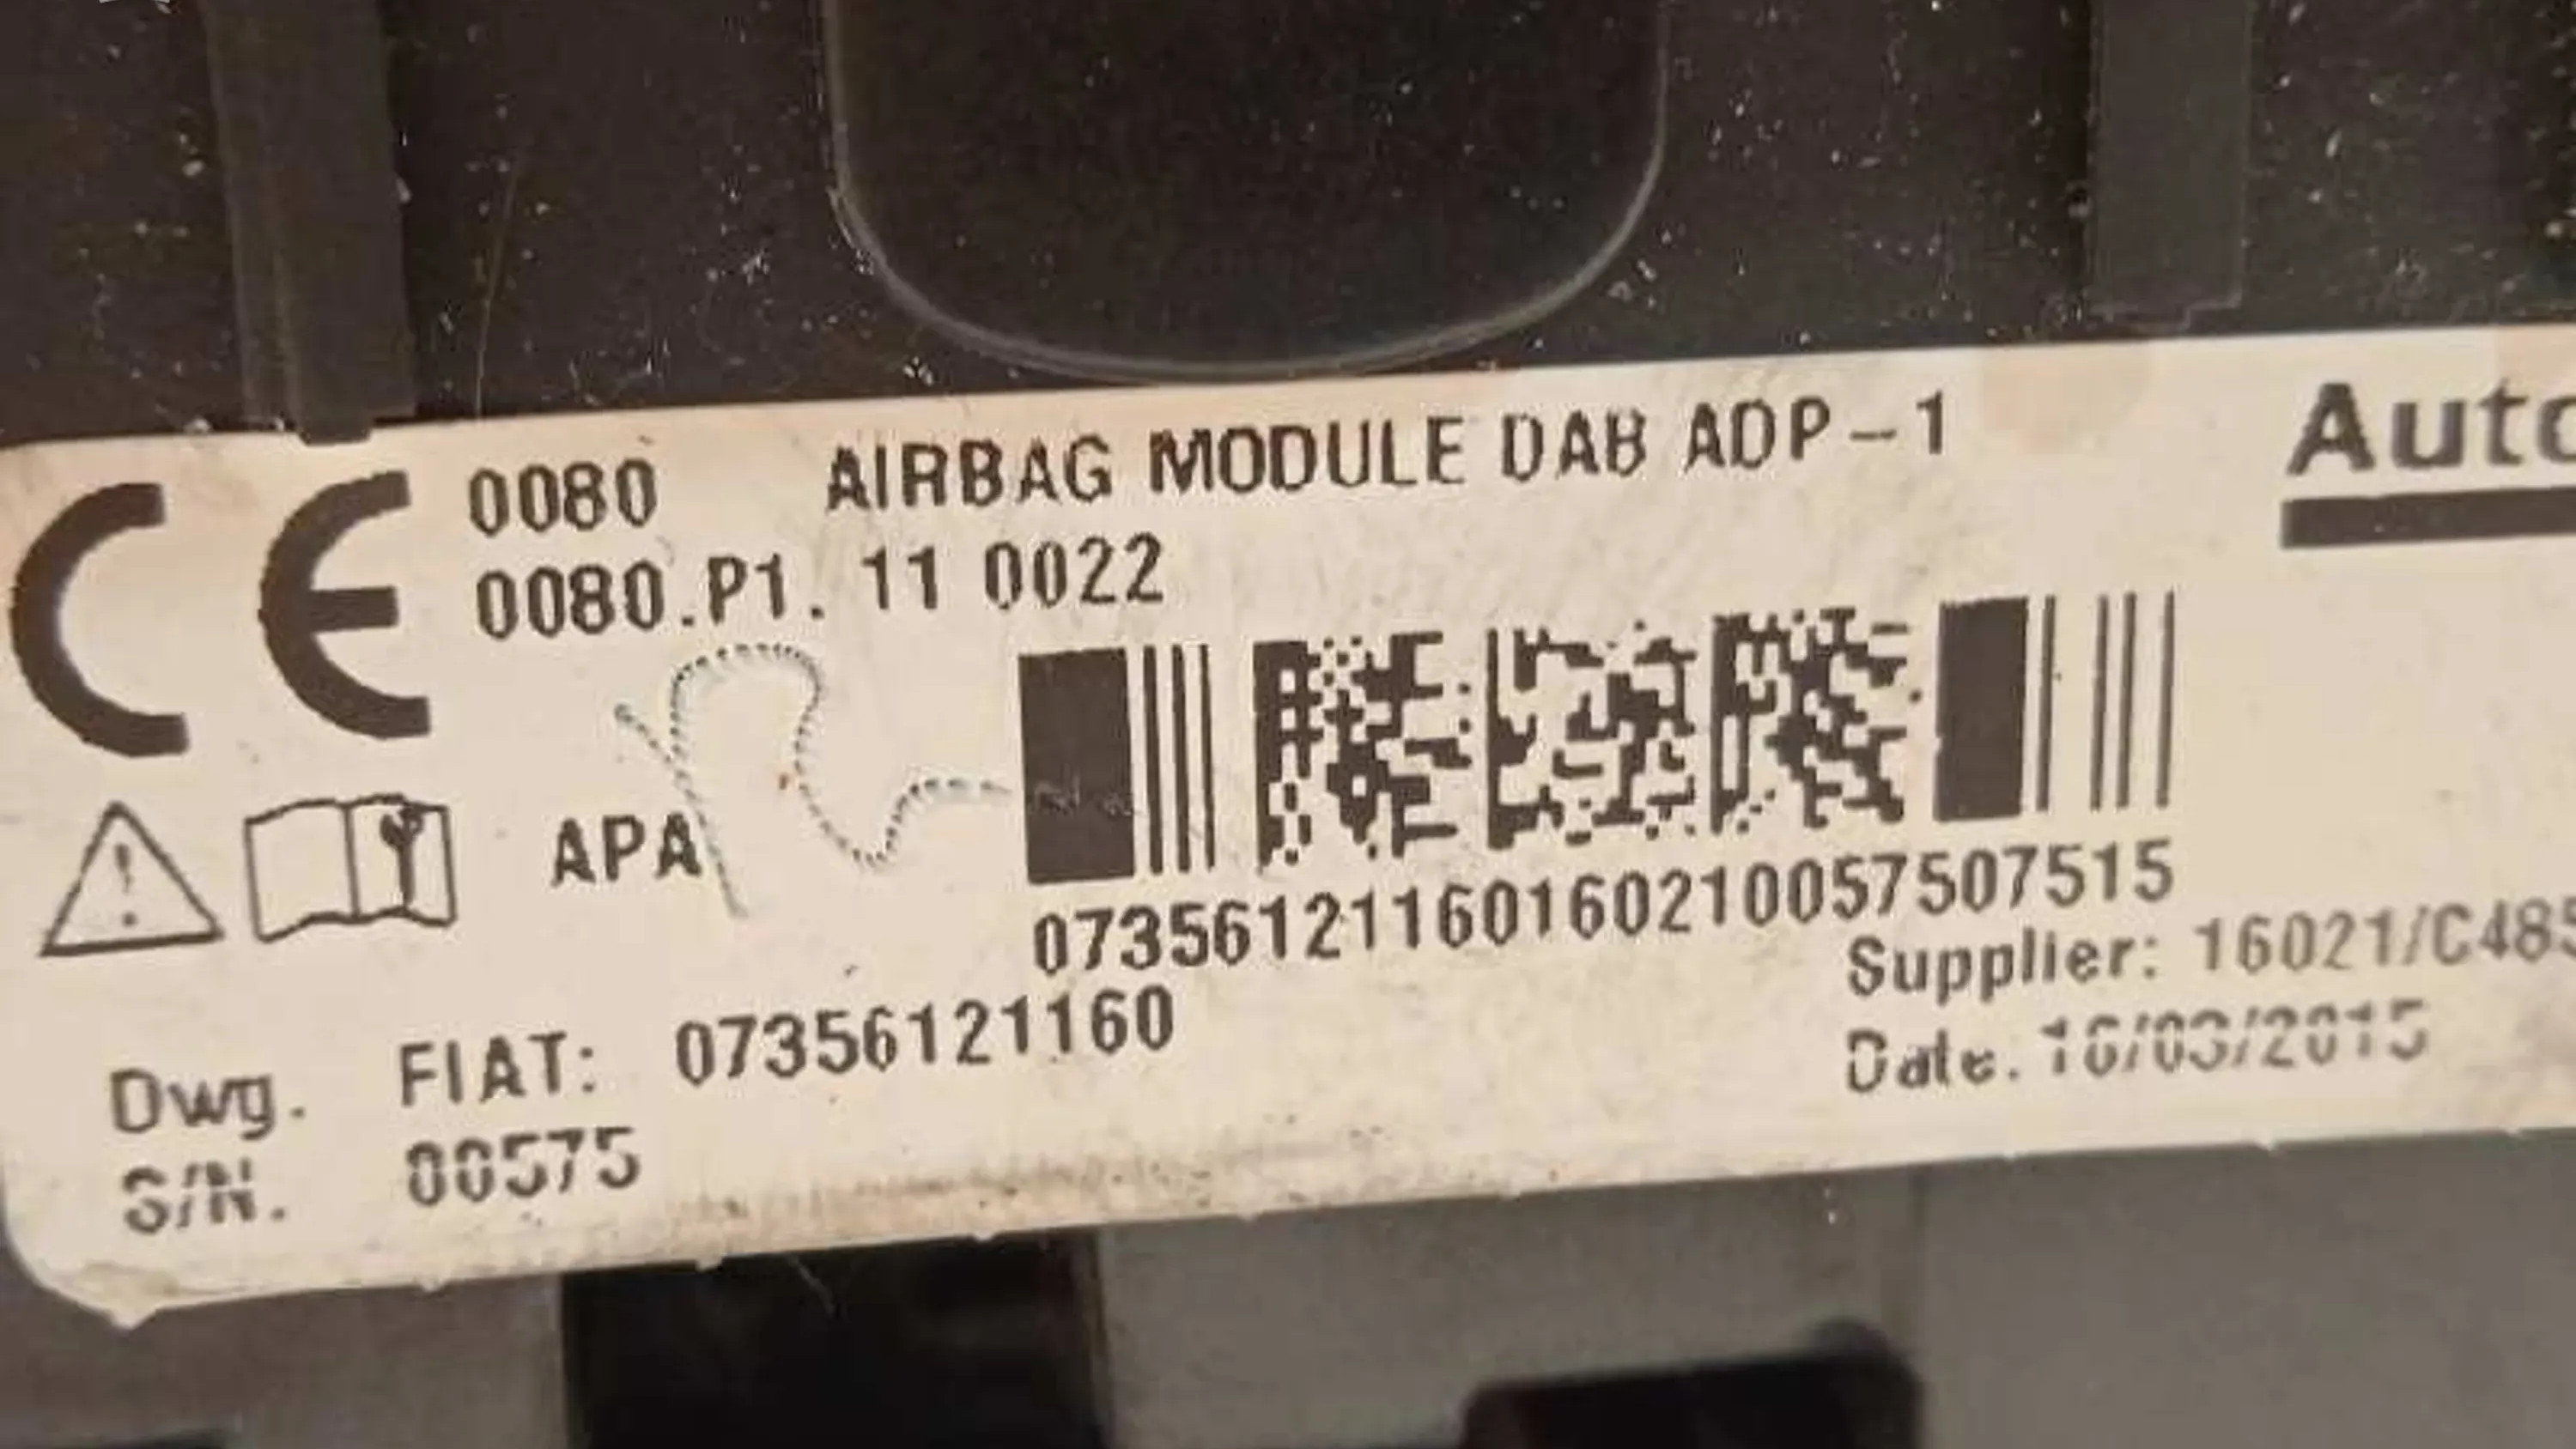 CE 0080 AIRBAG MODULE DAB ADP-1
Auto
0080.P1. 11 0022
APA
07356121160160210057507515
Supplier: 16021/C485
Dwg. FIAT: 07356121160
Date. 16/03/2015
S/N. 00575